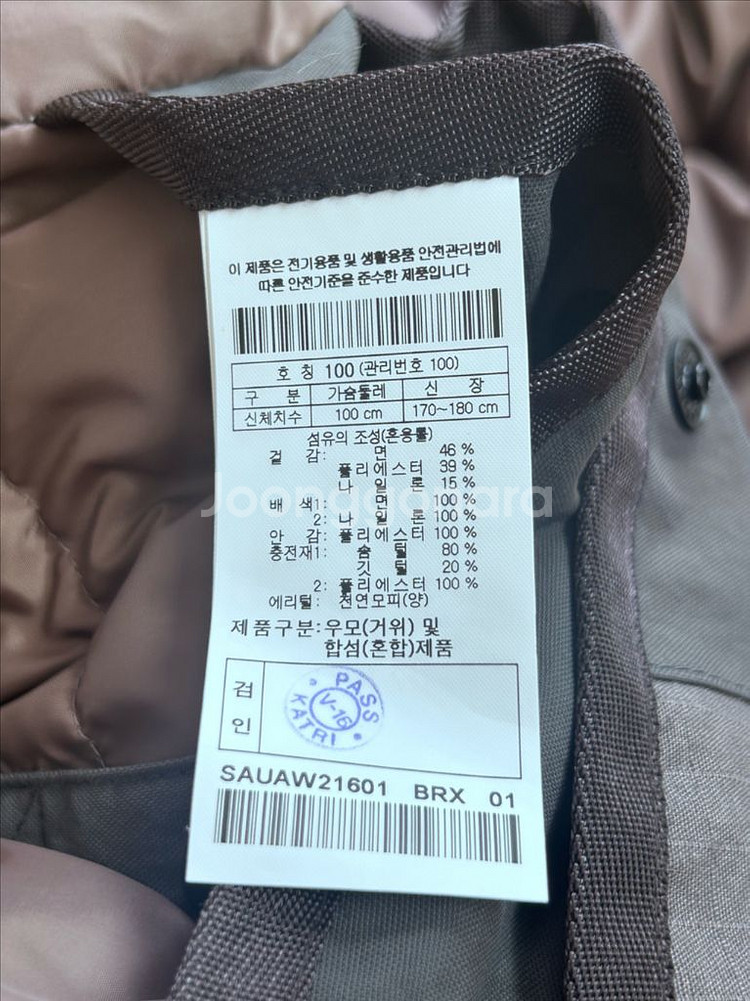 이 제품은 전기용품 및 생활용품 안전관리법에
따른 안전기준을 준수한 제품입니다
호 칭 100 (관리번호 100)
구 분 가슴둘레 신 장
신체치수 100 cm 170~180 cm
섬유의 조성(혼용률)
겉 감: 면 46 %
폴리에스터 39 %
나 일 론 15 %
배 색1: 면 100 %
2: 나 일 론 100 %
안 감: 폴리에스터 100 %
충전재1: 솜 털 80 %
깃 털 20 %
2: 폴리에스터 100 %
에리털: 천연모피(양)
제품구분: 우모(거위) 및
합섬(혼합)제품
검
인
PASS
V-16
KATRI
SAUAW21601 BRX 01
Joonggonara